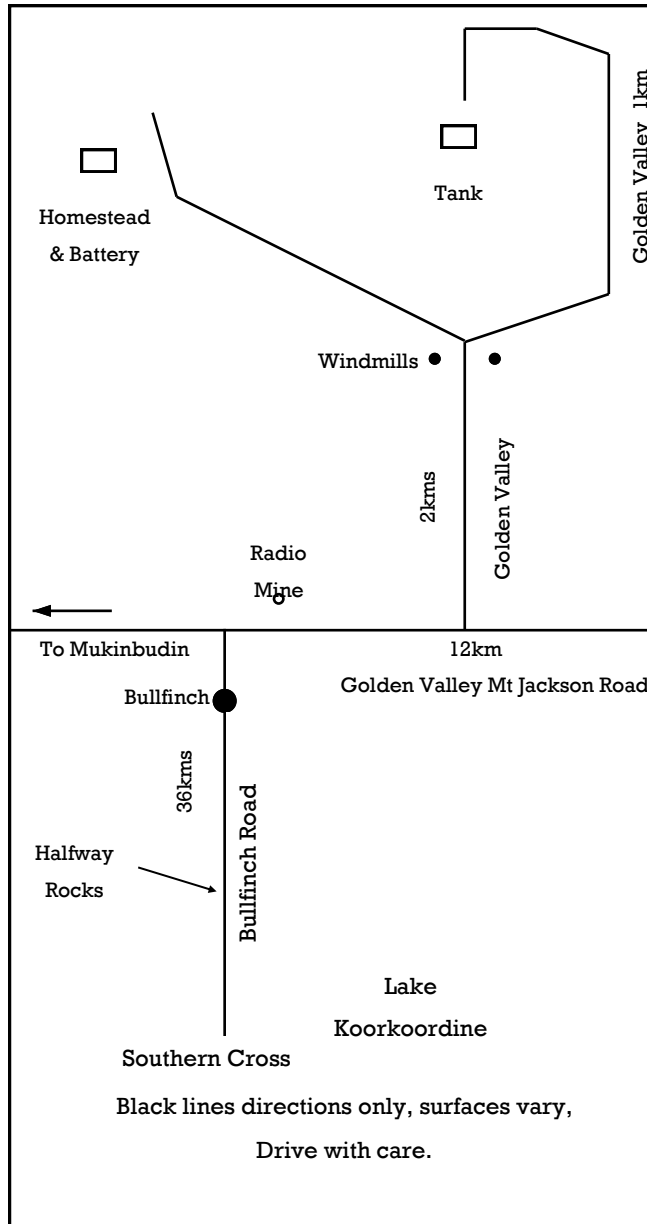 Golden Valley 1km
Tank
Homestead
& Battery
Windmills
2kms
Golden Valley
Radio
Mine
To Mukinbudin
12km
Golden Valley Mt Jackson Road
Bullfinch
36kms
Bullfinch Road
Halfway
Rocks
Lake
Koorkoordine
Southern Cross
Black lines directions only, surfaces vary,
Drive with care.